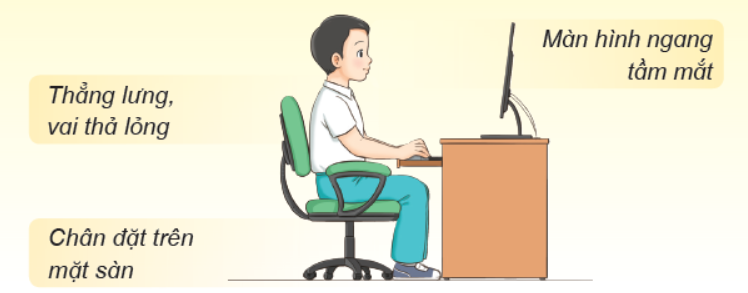 Màn hình ngang
tầm mắt
Thẳng lưng,
vai thả lỏng
Chân đặt trên
mặt sàn